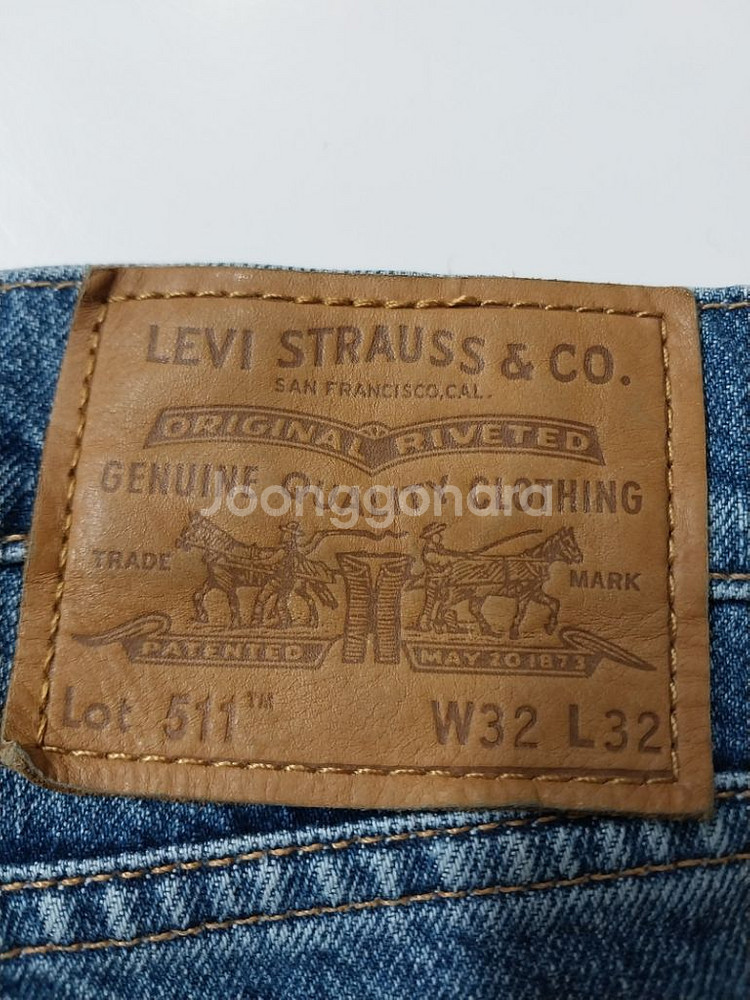 LEVI STRAUSS & CO.
SAN FRANCISCO, CAL.
ORIGINAL RIVETED
GENUINE QUALITY CLOTHING
Joonggonara
TRADE MARK
PATENTED MAY 20 1873
Lot 511™ W32 L32